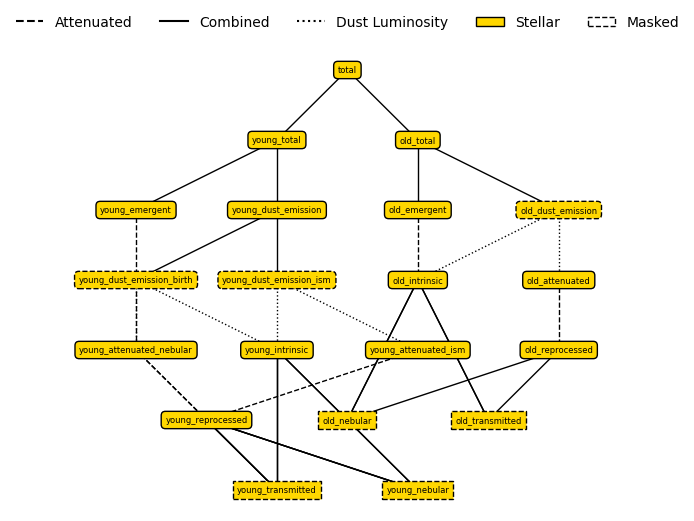 Attenuated Combined Dust Luminosity Stellar Masked
total
young_total old_total
young_emergent young_dust_emission old_emergent old_dust_emission
young_dust_emission_birth young_dust_emission_ism old_intrinsic old_attenuated
young_attenuated_nebular young_intrinsic young_attenuated_ism old_reprocessed
young_reprocessed old_nebular old_transmitted
young_transmitted young_nebular